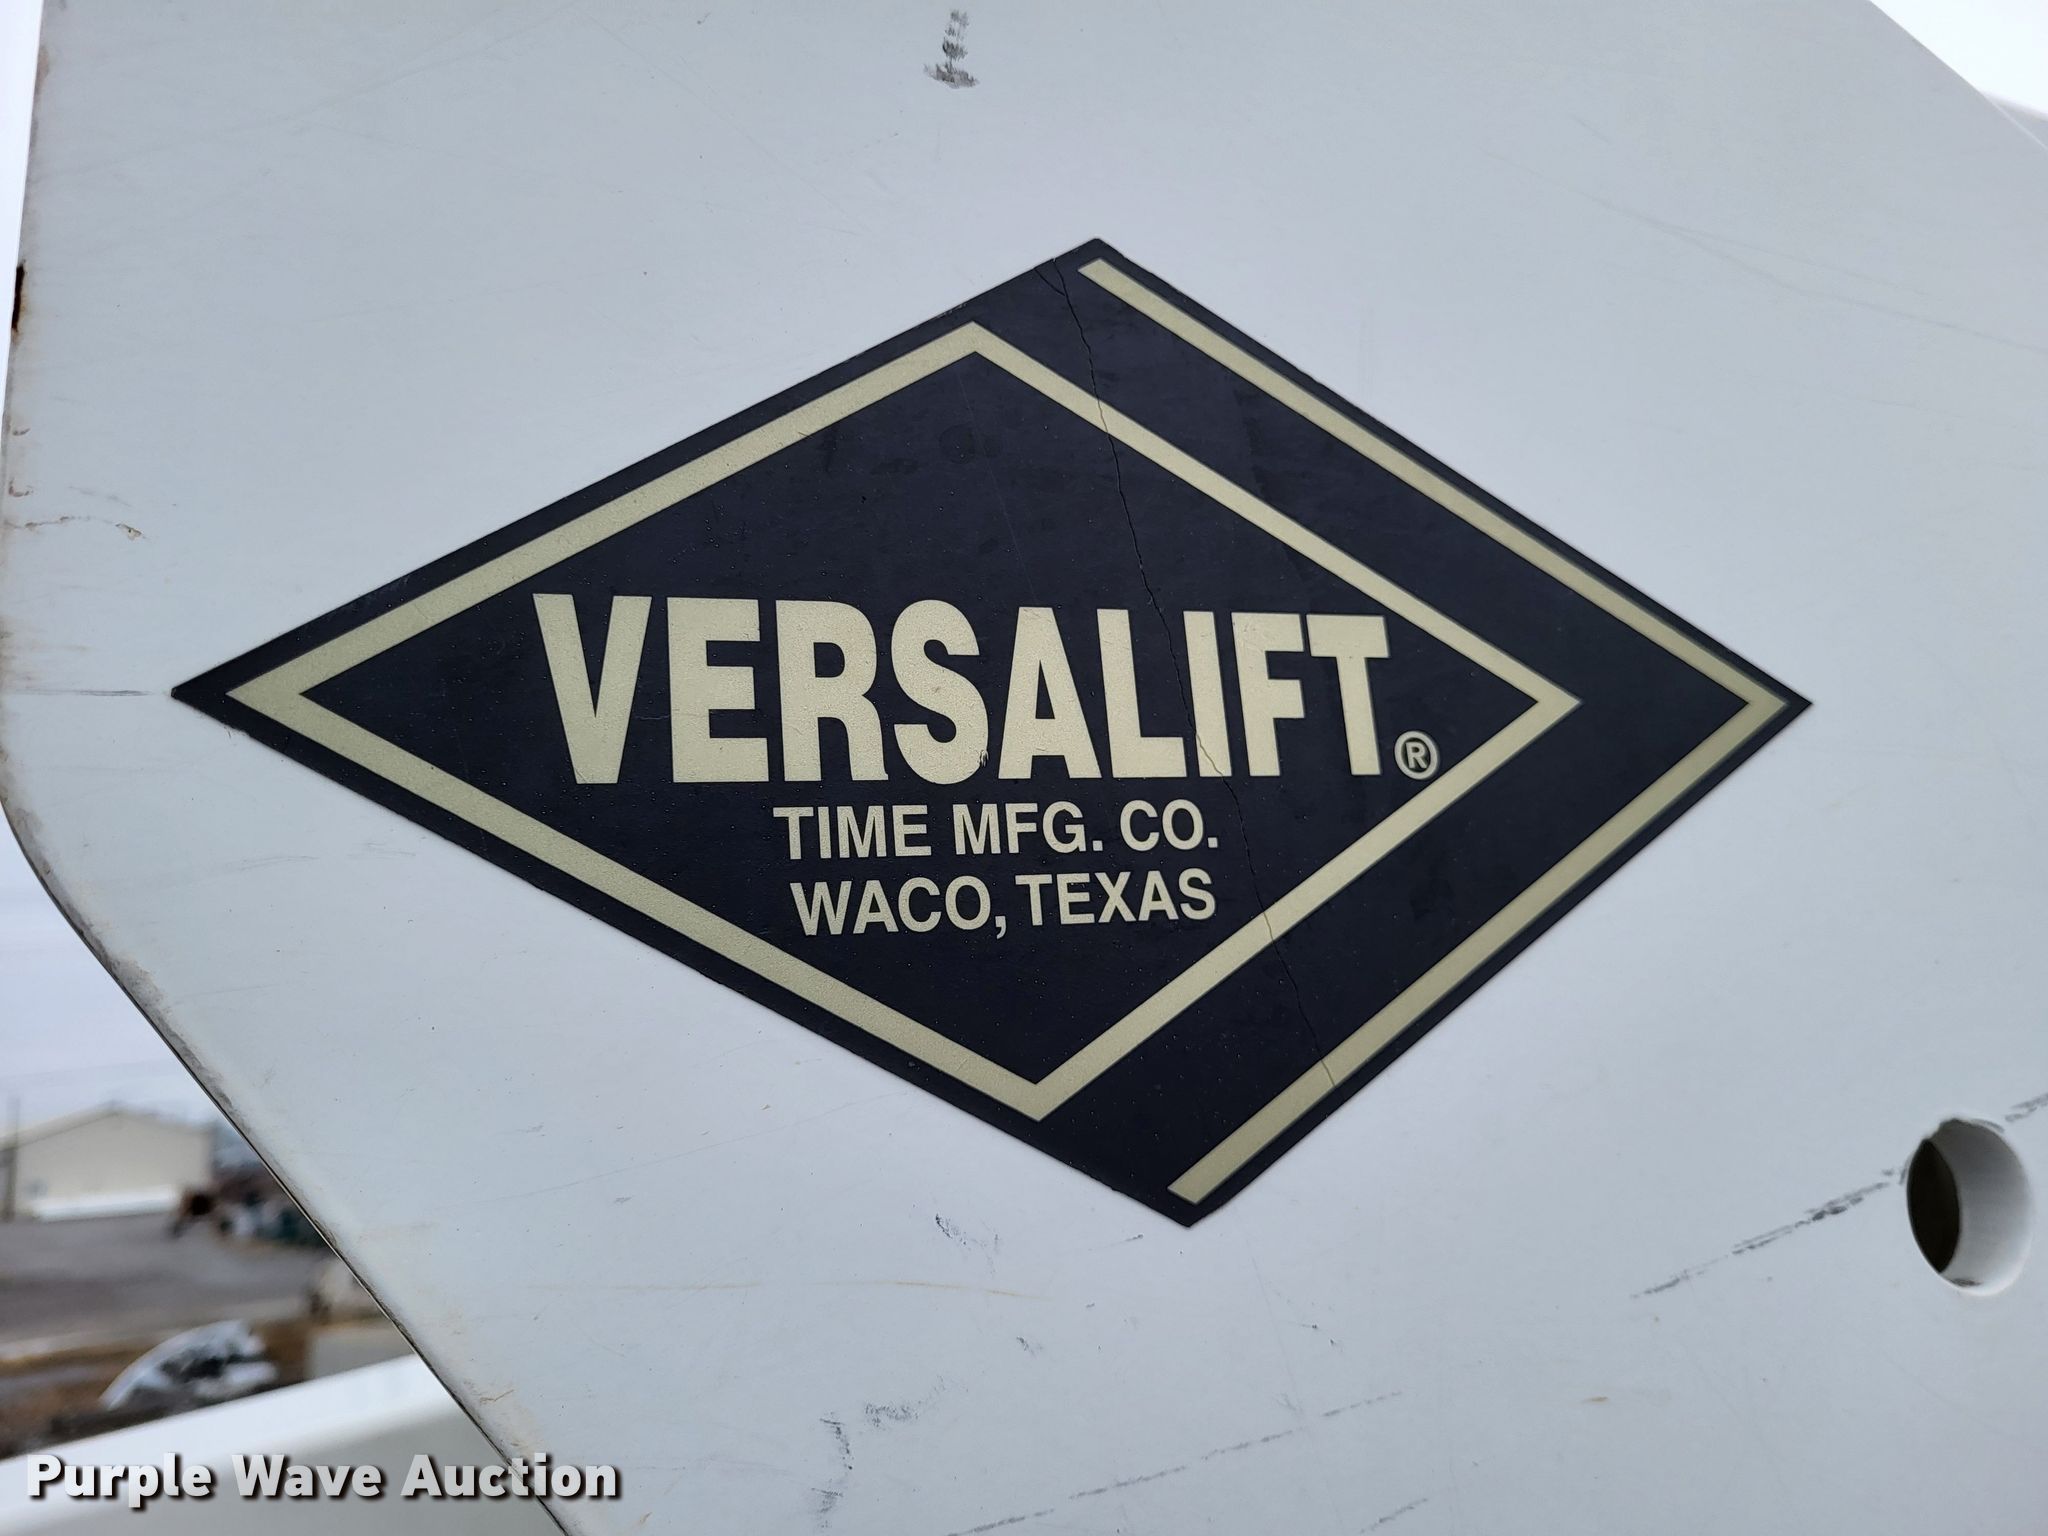 VERSALIFT®
TIME MFG. CO.
WACO, TEXAS
Purple Wave Auction